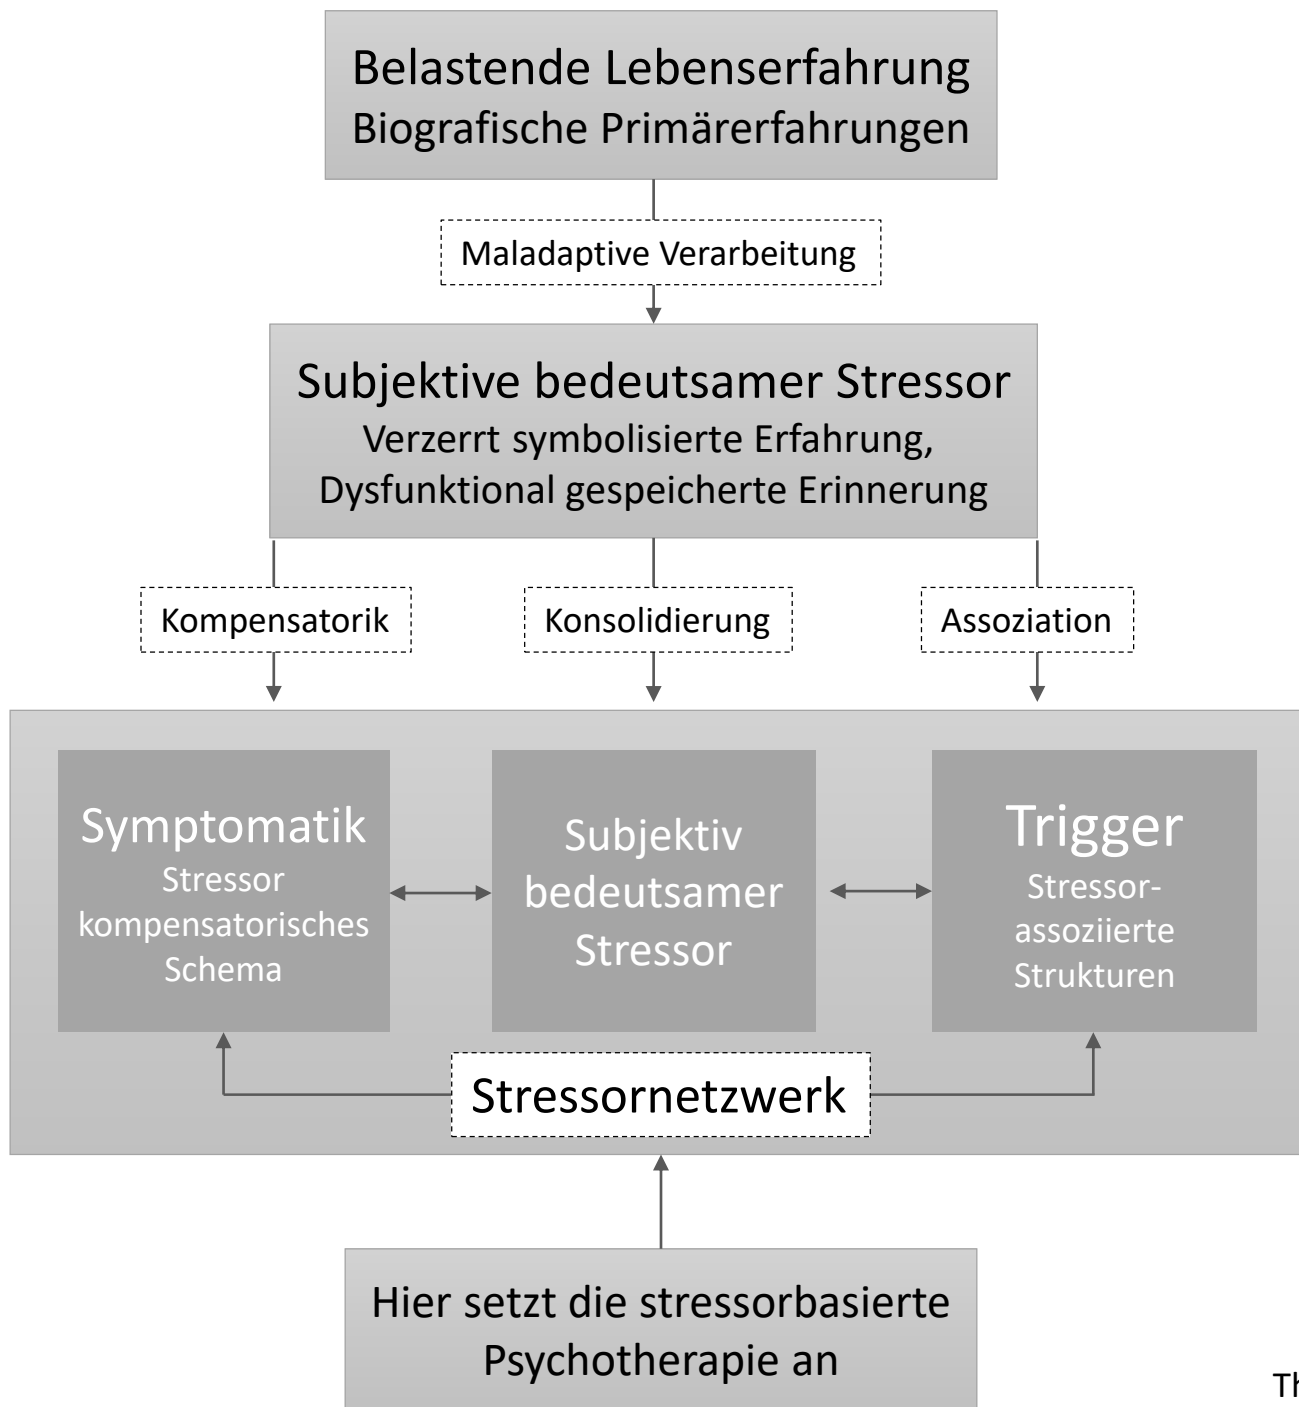 Belastende Lebenserfahrung
Biografische Primärerfahrungen
Maladaptive Verarbeitung
Subjektive bedeutsamer Stressor
Verzerrt symbolisierte Erfahrung,
Dysfunktional gespeicherte Erinnerung
Kompensatorik
Konsolidierung
Assoziation
Symptomatik
Stressor
kompensatorisches
Schema
Subjektiv
bedeutsamer
Stressor
Trigger
Stressor-
assoziierte
Strukturen
Stressornetzwerk
Hier setzt die stressorbasierte
Psychotherapie an